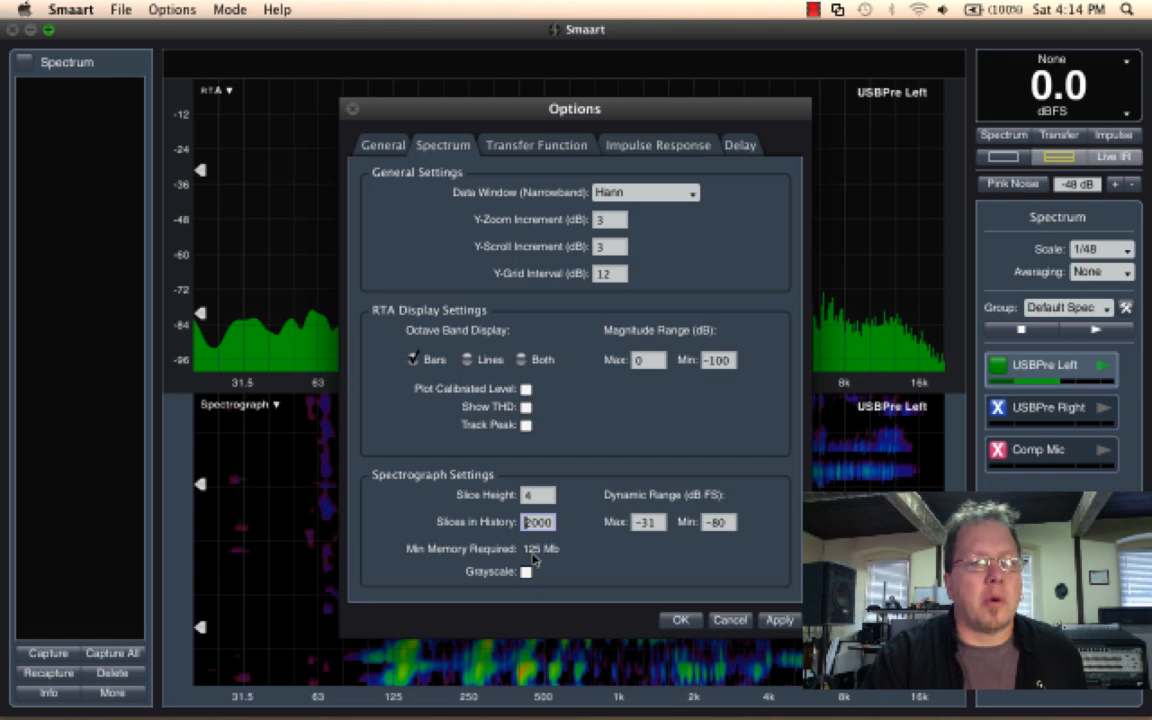 Smaart File Options Mode Help (100%) Sat 4:14 PM
Smaart
Spectrum
RTA
USBPre Left
-12
-24
-36
-48
-60
-72
-84
-96
31.5 63 8k 16k
Options
General Spectrum Transfer Function Impulse Response Delay
General Settings
Data Window (Narrowband): Hann
Y-Zoom Increment (dB): 3
Y-Scroll Increment (dB): 3
Y-Grid Interval (dB): 12
RTA Display Settings
Octave Band Display: Magnitude Range (dB):
Bars Lines Both Max: 0 Min: -100
Plot Calibrated Level:
Show THD:
Track Peak:
Spectrograph Settings
Slice Height: 4 Dynamic Range (dB FS):
Slices in History: 2000 Max: -31 Min: -80
Min Memory Required: 125 Mb
Grayscale:
OK Cancel Apply
Spectrograph
USBPre Left
31.5 63 125 250 500 1k 2k 4k 8k 16k
Capture Capture All
Recapture Delete
Info More
None
0.0
dBFS
Spectrum Transfer Impulse
Live IR
Pink Noise -48 dB + -
Spectrum
Scale: 1/48
Averaging: None
Group: Default Spec
USBPre Left
X USBPre Right
X Comp Mic